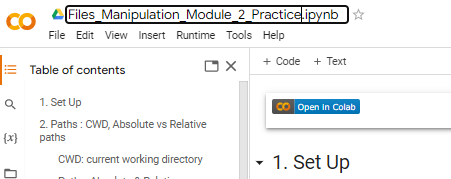 Files_Manipulation_Module_2_Practice.ipynb
File Edit View Insert Runtime Tools Help
Table of contents
+ Code + Text
1. Set Up
2. Paths : CWD, Absolute vs Relative
paths
CWD: current working directory
{x}
Open in Colab
1. Set Up